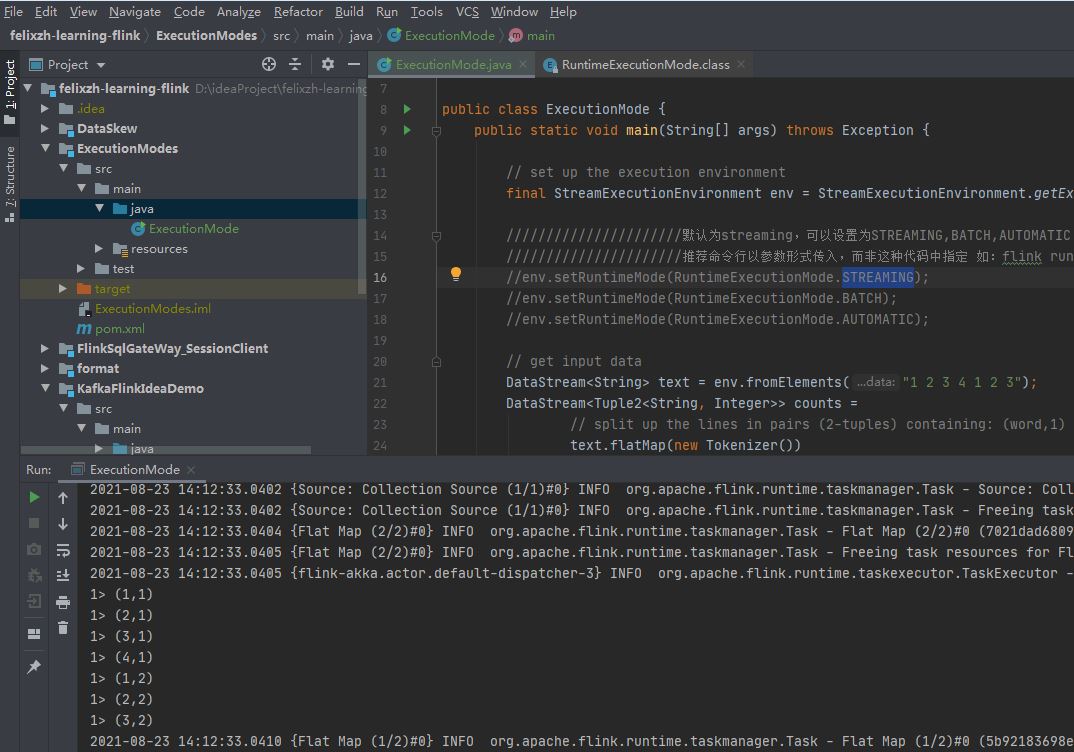 File Edit View Navigate Code Analyze Refactor Build Run Tools VCS Window Help
felixzh-learning-flink ExecutionModes src main java ExecutionMode main
1: Project
7: Structure
Project
felixzh-learning-flink D:\ideaProject\felixzh-learning
.idea
DataSkew
ExecutionModes
src
main
java
ExecutionMode
resources
test
target
ExecutionModes.iml
pom.xml
FlinkSqlGateWay_SessionClient
format
KafkaFlinkIdeaDemo
src
main
java
ExecutionMode.java RuntimeExecutionMode.class
7
8 public class ExecutionMode {
9 public static void main(String[] args) throws Exception {
10
11 // set up the execution environment
12 final StreamExecutionEnvironment env = StreamExecutionEnvironment.getEx
13
14 //////////////////////默认为streaming，可以设置为STREAMING,BATCH,AUTOMATIC
15 //////////////////////推荐命令行以参数形式传入，而非这种代码中指定 如：flink run
16 //env.setRuntimeMode(RuntimeExecutionMode.STREAMING);
17 //env.setRuntimeMode(RuntimeExecutionMode.BATCH);
18 //env.setRuntimeMode(RuntimeExecutionMode.AUTOMATIC);
19
20 // get input data
21 DataStream<String> text = env.fromElements( ...data: "1 2 3 4 1 2 3");
22 DataStream<Tuple2<String, Integer>> counts =
23 // split up the lines in pairs (2-tuples) containing: (word,1)
24 text.flatMap(new Tokenizer())
Run: ExecutionMode
2021-08-23 14:12:33.0402 {Source: Collection Source (1/1)#0} INFO  org.apache.flink.runtime.taskmanager.Task - Source: Coll
2021-08-23 14:12:33.0402 {Source: Collection Source (1/1)#0} INFO  org.apache.flink.runtime.taskmanager.Task - Freeing task
2021-08-23 14:12:33.0404 {Flat Map (2/2)#0} INFO  org.apache.flink.runtime.taskmanager.Task - Flat Map (2/2)#0 (7021dad6809
2021-08-23 14:12:33.0405 {Flat Map (2/2)#0} INFO  org.apache.flink.runtime.taskmanager.Task - Freeing task resources for Fl
2021-08-23 14:12:33.0405 {flink-akka.actor.default-dispatcher-3} INFO  org.apache.flink.runtime.taskexecutor.TaskExecutor -
1> (1,1)
1> (2,1)
1> (3,1)
1> (4,1)
1> (1,2)
1> (2,2)
1> (3,2)
2021-08-23 14:12:33.0410 {Flat Map (1/2)#0} INFO  org.apache.flink.runtime.taskmanager.Task - Flat Map (1/2)#0 (5b92183698e